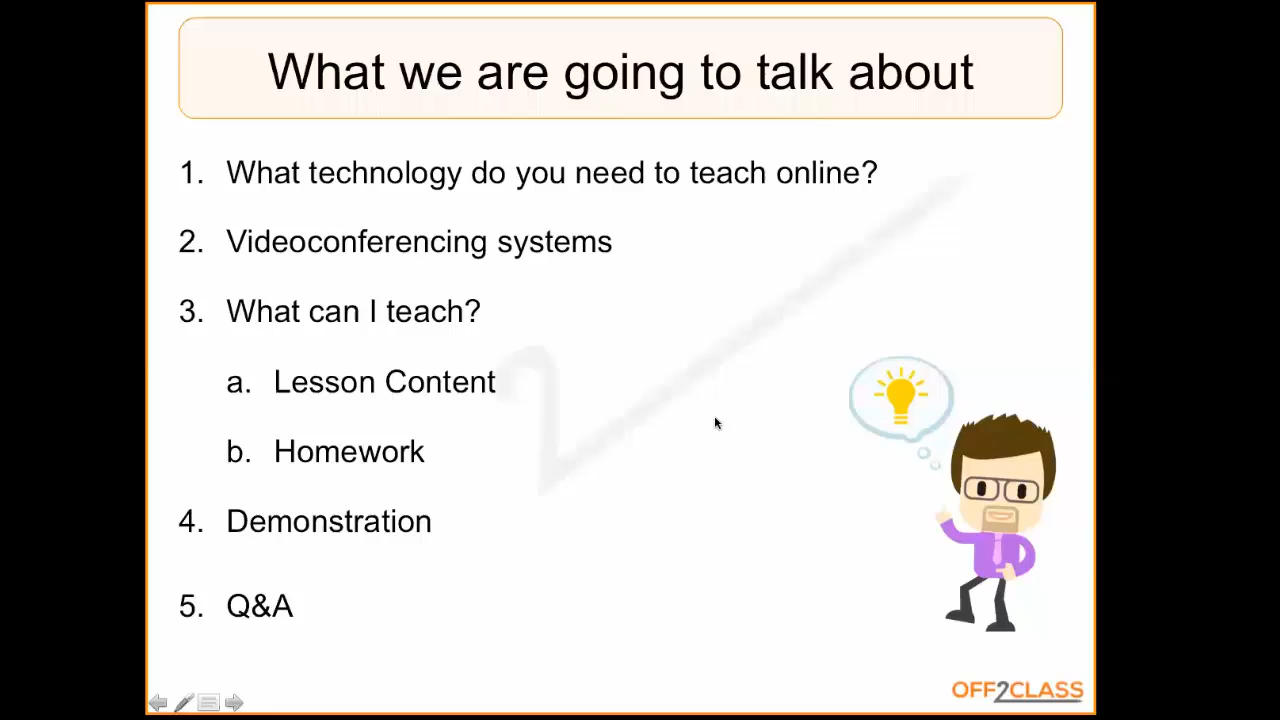 What we are going to talk about
1. What technology do you need to teach online?
2. Videoconferencing systems
3. What can I teach?
a. Lesson Content
b. Homework
4. Demonstration
5. Q&A
OFF2CLASS